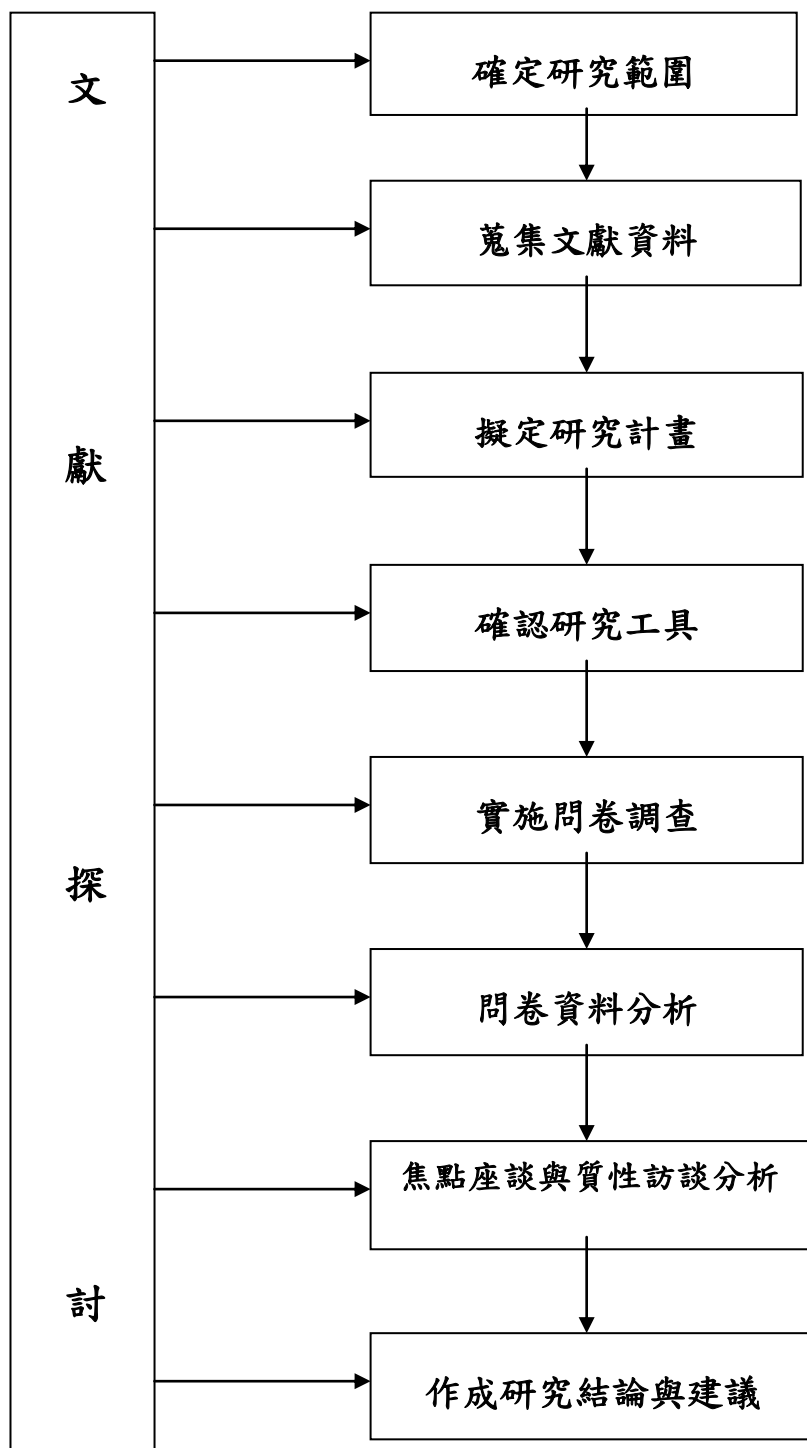 文獻探討
確定研究範圍
蒐集文獻資料
擬定研究計畫
確認研究工具
實施問卷調查
問卷資料分析
焦點座談與質性訪談分析
作成研究結論與建議